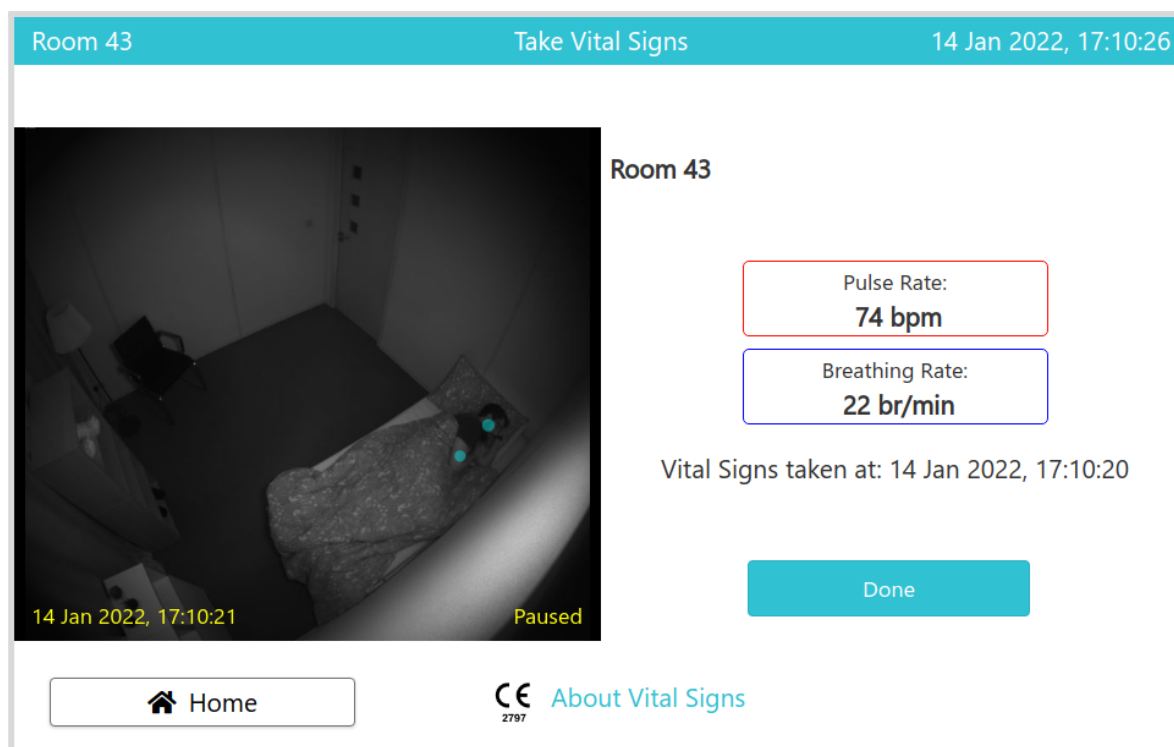 Room 43
Take Vital Signs
14 Jan 2022, 17:10:26
Room 43
Pulse Rate:
74 bpm
Breathing Rate:
22 br/min
Vital Signs taken at: 14 Jan 2022, 17:10:20
Done
14 Jan 2022, 17:10:21
Paused
Home
CE
2797
About Vital Signs